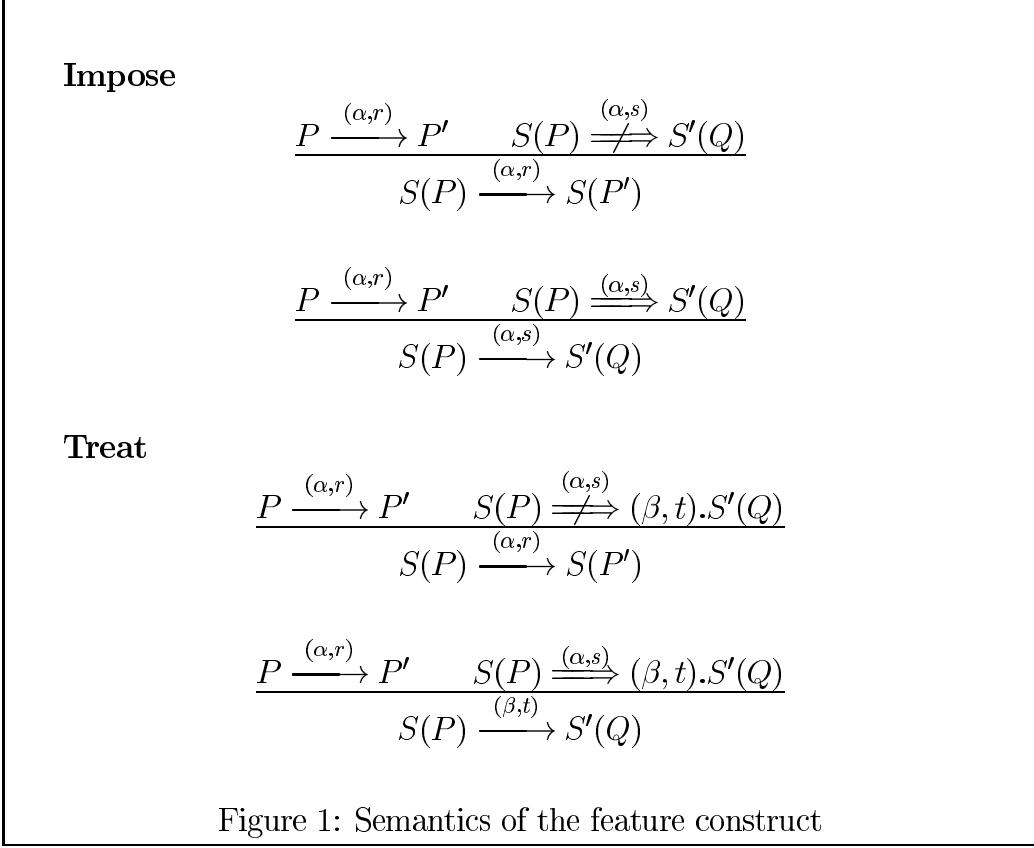 Impose
P —(α,r)→ P′    S(P) =(α,s)⇏ S′(Q)
S(P) —(α,r)→ S(P′)
P —(α,r)→ P′    S(P) =(α,s)⇒ S′(Q)
S(P) —(α,s)→ S′(Q)
Treat
P —(α,r)→ P′    S(P) =(α,s)⇏ (β, t).S′(Q)
S(P) —(α,r)→ S(P′)
P —(α,r)→ P′    S(P) =(α,s)⇒ (β, t).S′(Q)
S(P) —(β,t)→ S′(Q)
Figure 1: Semantics of the feature construct